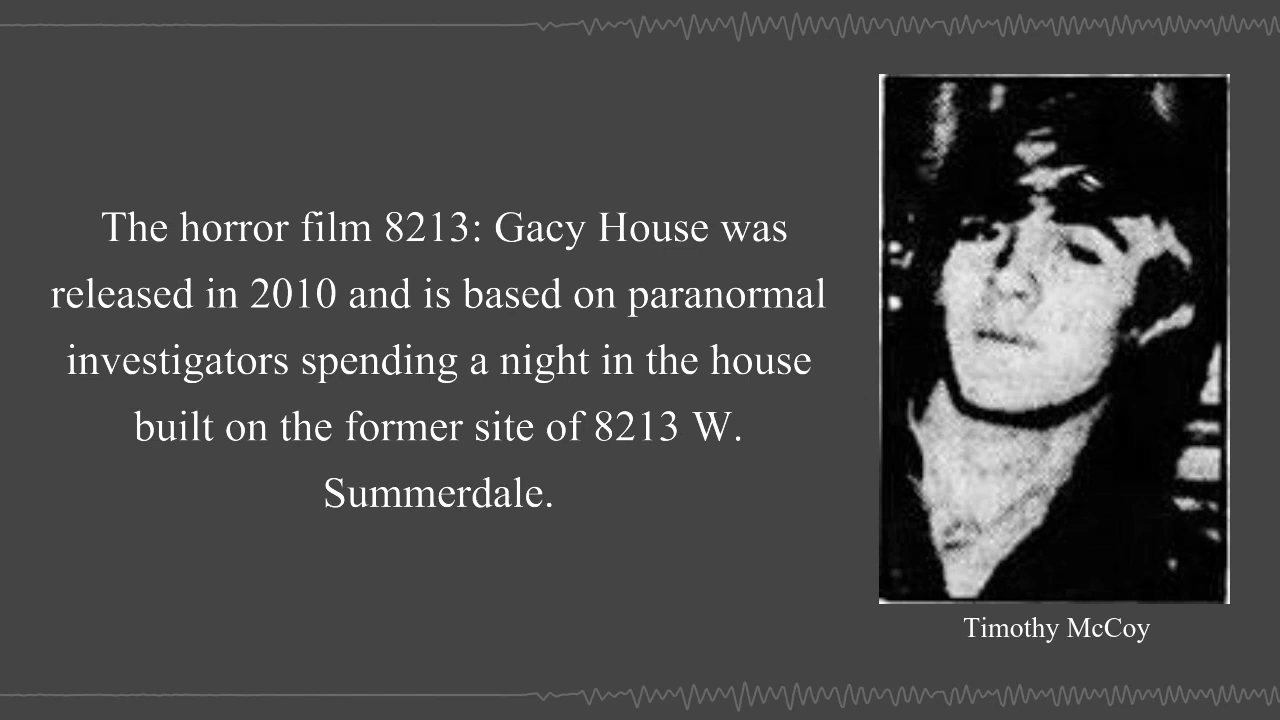 The horror film 8213: Gacy House was
released in 2010 and is based on paranormal
investigators spending a night in the house
built on the former site of 8213 W.
Summerdale.
Timothy McCoy